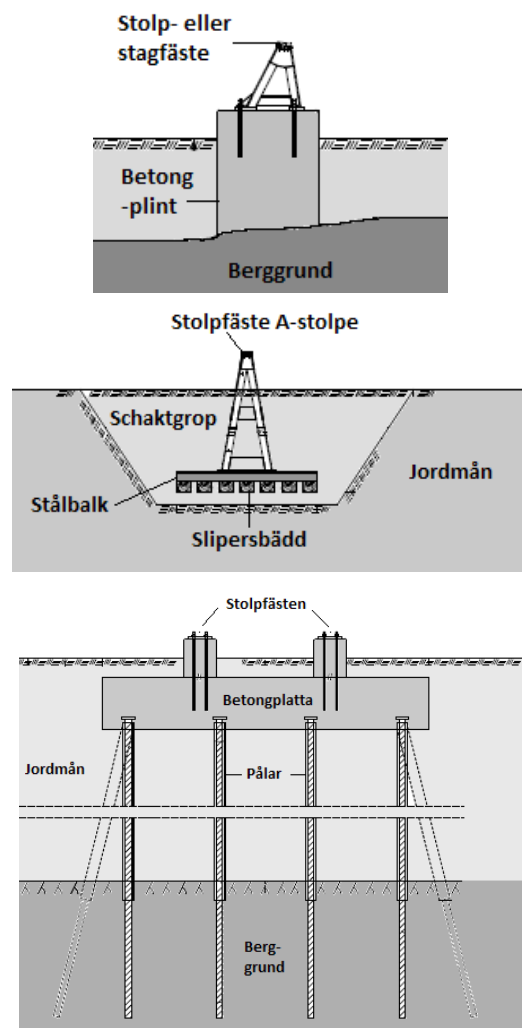 Stolp- eller
stagfäste
Betong
-plint
Berggrund
Stolpfäste A-stolpe
Schaktgrop
Jordmån
Stålbalk
Slipersbädd
Stolpfästen
Betongplatta
Jordmån
Pålar
Berg-
grund